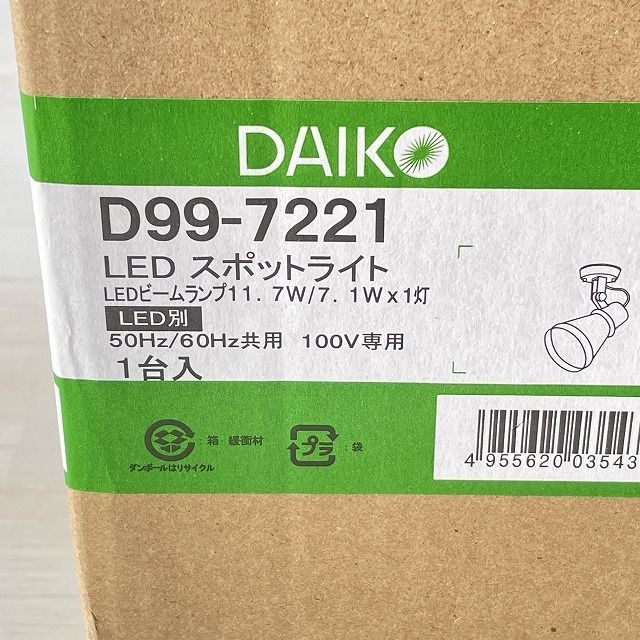 DAIKO
D99-7221
LED スポットライト
LEDビームランプ11.7W/7.1Wx1灯
LED別
50Hz/60Hz共用 100V専用
1台入
:箱・緩衝材
ダンボールはリサイクル
プラ
:袋
4 955620 03543